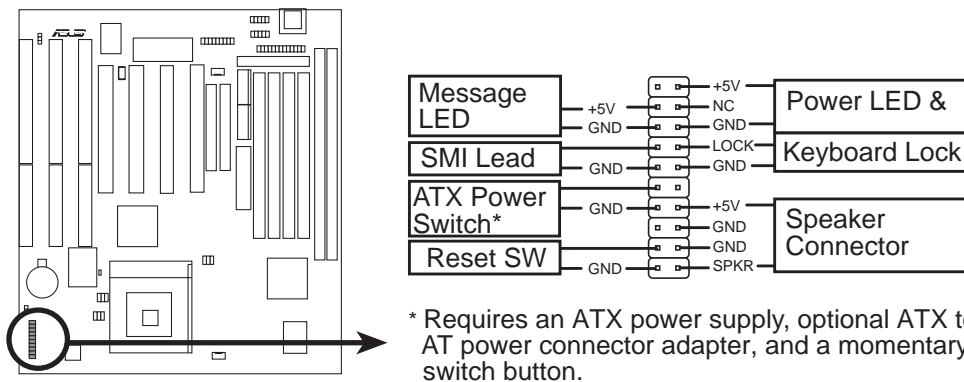 ASUS
Message
LED
+5V
GND
SMI Lead
GND
ATX Power
Switch*
GND
Reset SW
GND
+5V
NC
GND
LOCK
GND
Power LED &
Keyboard Lock
+5V
GND
GND
SPKR
Speaker
Connector
* Requires an ATX power supply, optional ATX to
AT power connector adapter, and a momentary
switch button.